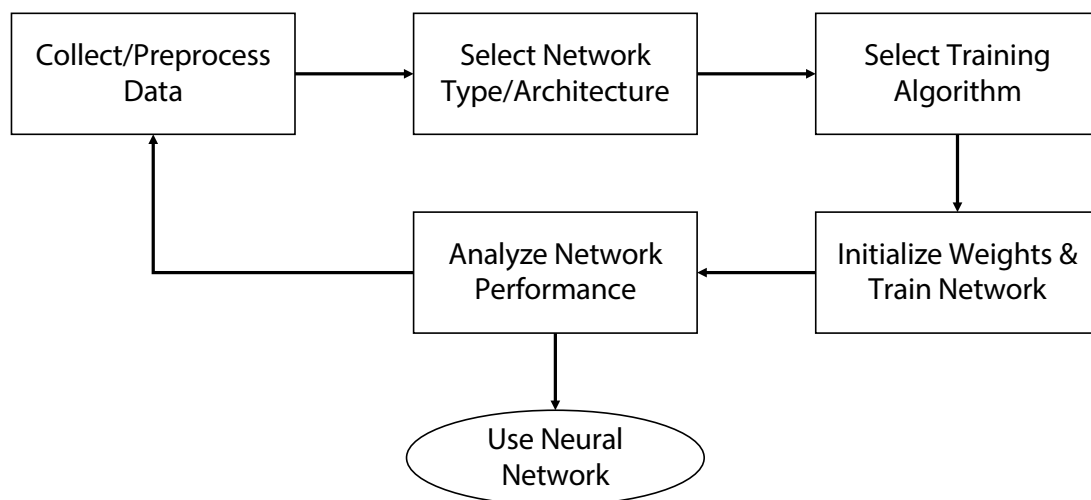 Collect/Preprocess
Data
Select Network
Type/Architecture
Select Training
Algorithm
Analyze Network
Performance
Initialize Weights &
Train Network
Use Neural
Network